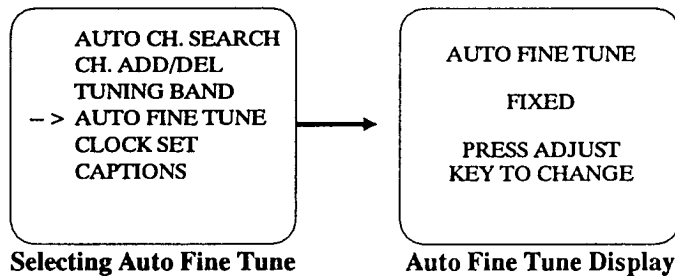 AUTO CH. SEARCH
CH. ADD/DEL
TUNING BAND
--> AUTO FINE TUNE
CLOCK SET
CAPTIONS
Selecting Auto Fine Tune
AUTO FINE TUNE
FIXED
PRESS ADJUST
KEY TO CHANGE
Auto Fine Tune Display